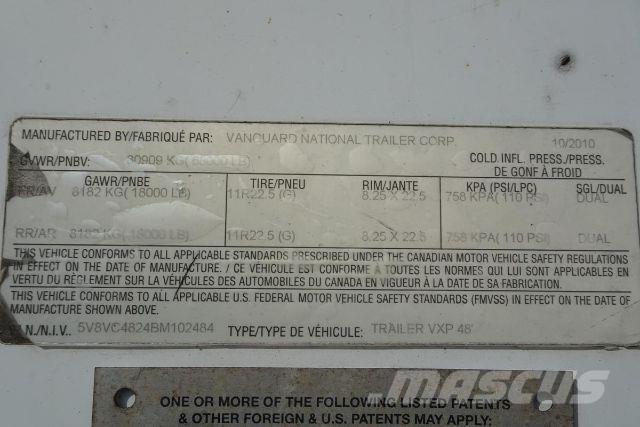 MANUFACTURED BY/FABRIQUÉ PAR: VANGUARD NATIONAL TRAILER CORP. 10/2010
GVWR/PNBV: 30909 KG( 68000 LB) COLD INFL. PRESS./PRESS.
DE GONF À FROID
GAWR/PNBE TIRE/PNEU RIM/JANTE KPA (PSI/LPC) SGL/DUAL
FR/AV 8182 KG( 18000 LB) 11R22.5 (G) 8.25 X 22.5 758 KPA( 110 PSI) DUAL
RR/AR 8182 KG( 18000 LB) 11R22.5 (G) 8.25 X 22.5 758 KPA( 110 PSI) DUAL
THIS VEHICLE CONFORMS TO ALL APPLICABLE STANDARDS PRESCRIBED UNDER THE CANADIAN MOTOR VEHICLE SAFETY REGULATIONS
IN EFFECT ON THE DATE OF MANUFACTURE. / CE VÉHICULE EST CONFORME À TOUTES LES NORMES QUI LUI SONT APPLICABLES EN
VERTU DU RÈGLEMENT SUR LA SÉCURITÉ DES VÉHICULES AUTOMOBILES DU CANADA EN VIGUEUR À LA DATE DE SA FABRICATION.
THIS VEHICLE CONFORMS TO ALL APPLICABLE U.S. FEDERAL MOTOR VEHICLE SAFETY STANDARDS (FMVSS) IN EFFECT ON THE DATE OF
MANUFACTURE SHOWN ABOVE.
N./N.I.V.. 5V8VC4824BM102484 TYPE/TYPE DE VÉHICULE: TRAILER VXP 48'
ONE OR MORE OF THE FOLLOWING LISTED PATENTS
& OTHER FOREIGN & U.S. PATENTS MAY APPLY:
MASCUS